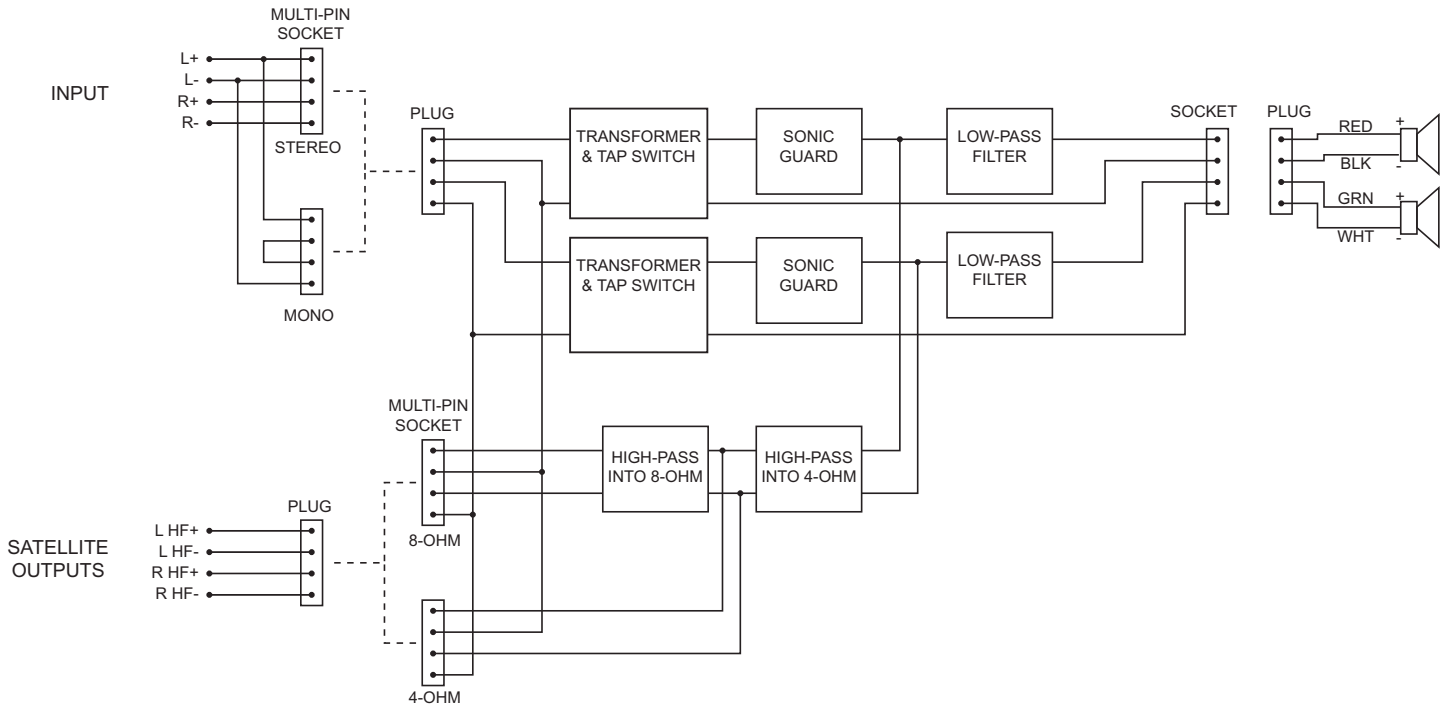 MULTI-PIN
SOCKET
L+
L-
R+
R-
INPUT
STEREO
MONO
PLUG
TRANSFORMER
& TAP SWITCH
SONIC
GUARD
LOW-PASS
FILTER
SOCKET
PLUG
RED
+
BLK
-
GRN
+
WHT
-
TRANSFORMER
& TAP SWITCH
SONIC
GUARD
LOW-PASS
FILTER
MULTI-PIN
SOCKET
8-OHM
HIGH-PASS
INTO 8-OHM
HIGH-PASS
INTO 4-OHM
SATELLITE
OUTPUTS
PLUG
L HF+
L HF-
R HF+
R HF-
4-OHM